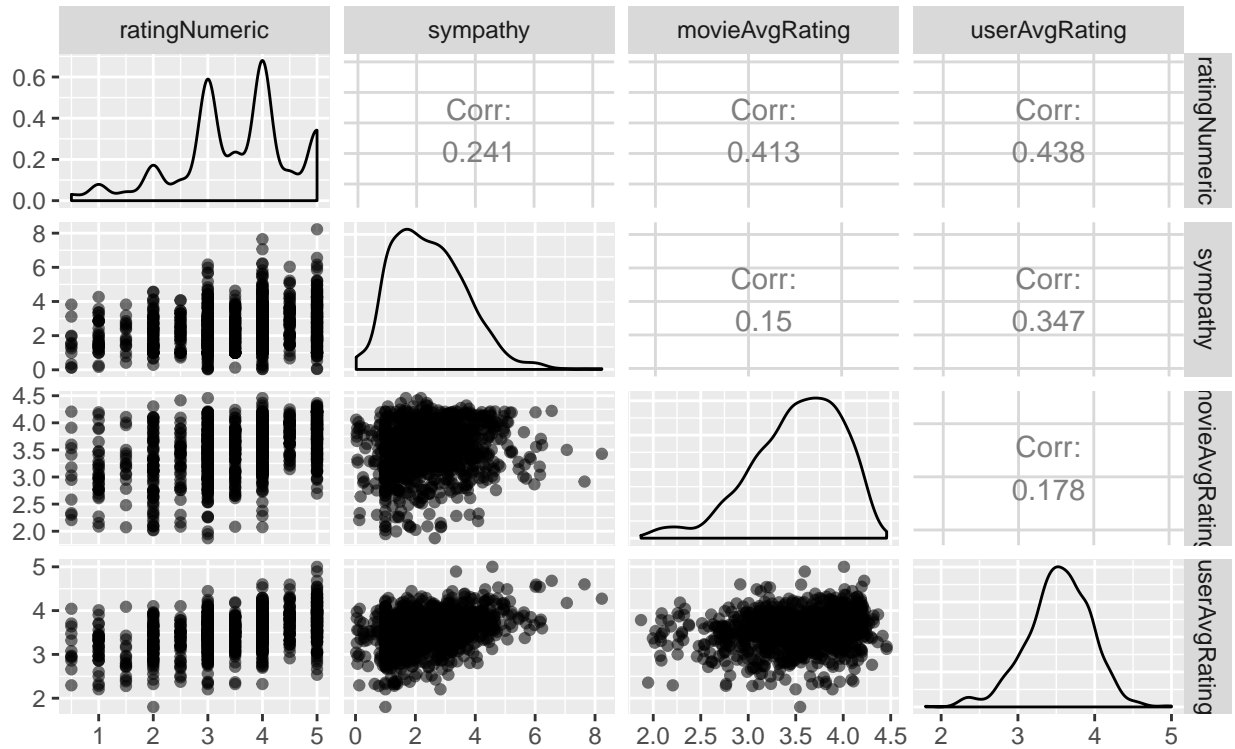 ratingNumeric sympathy movieAvgRating userAvgRating
0.6
0.4
0.2
0.0
Corr:
0.241
Corr:
0.413
Corr:
0.438
ratingNumeric
8
6
4
2
0
Corr:
0.15
Corr:
0.347
sympathy
4.5
4.0
3.5
3.0
2.5
2.0
Corr:
0.178
movieAvgRating
5
4
3
2
userAvgRating
1 2 3 4 5 0 2 4 6 8 2.0 2.5 3.0 3.5 4.0 4.5 2 3 4 5